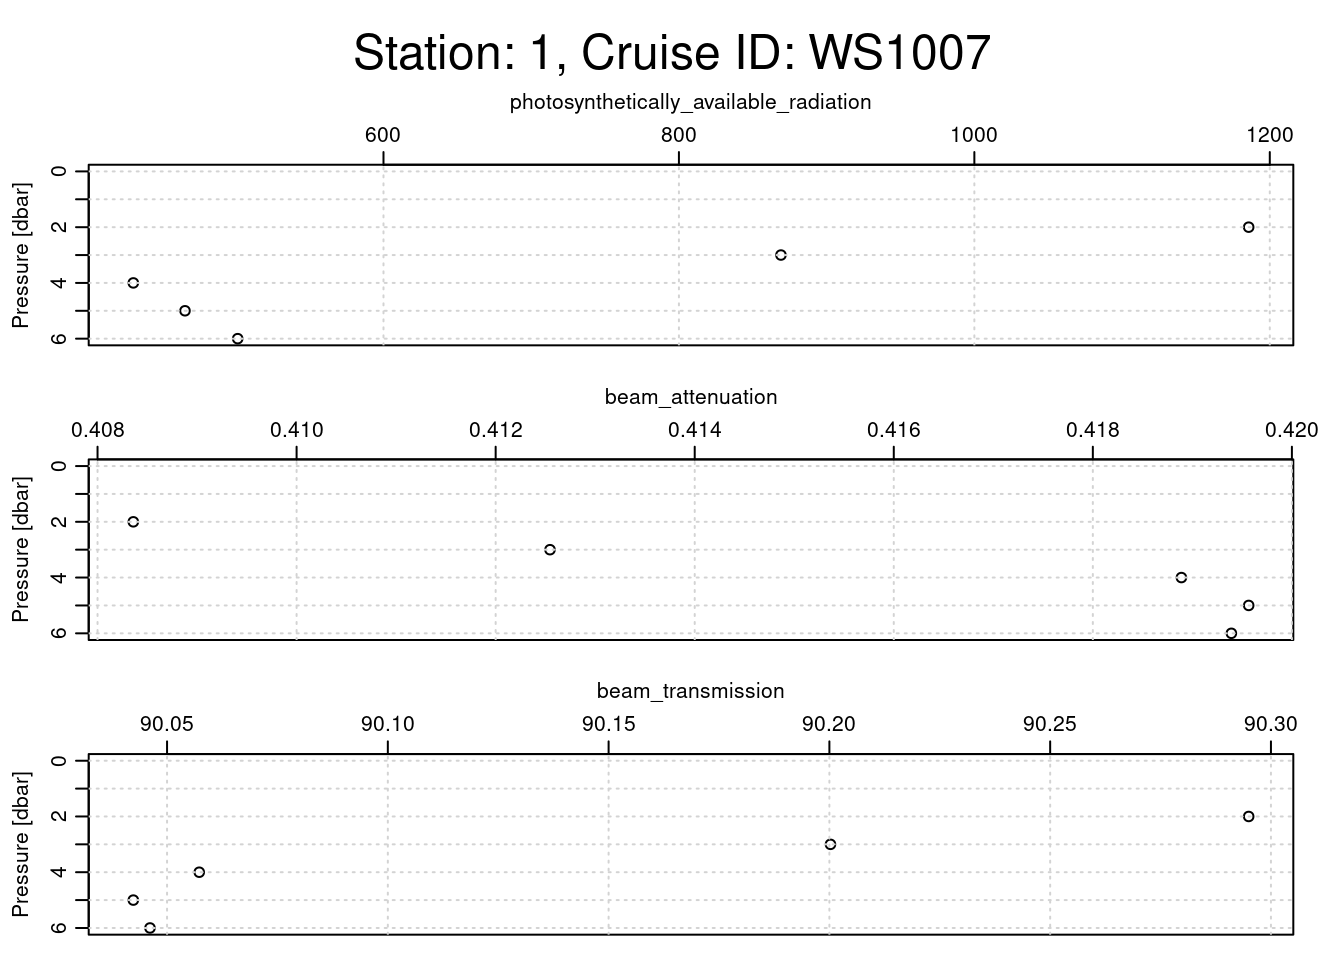 Station: 1, Cruise ID: WS1007
photosynthetically_available_radiation
600 800 1000 1200
Pressure [dbar]
0
2
4
6
beam_attenuation
0.408 0.410 0.412 0.414 0.416 0.418 0.420
Pressure [dbar]
0
2
4
6
beam_transmission
90.05 90.10 90.15 90.20 90.25 90.30
Pressure [dbar]
0
2
4
6